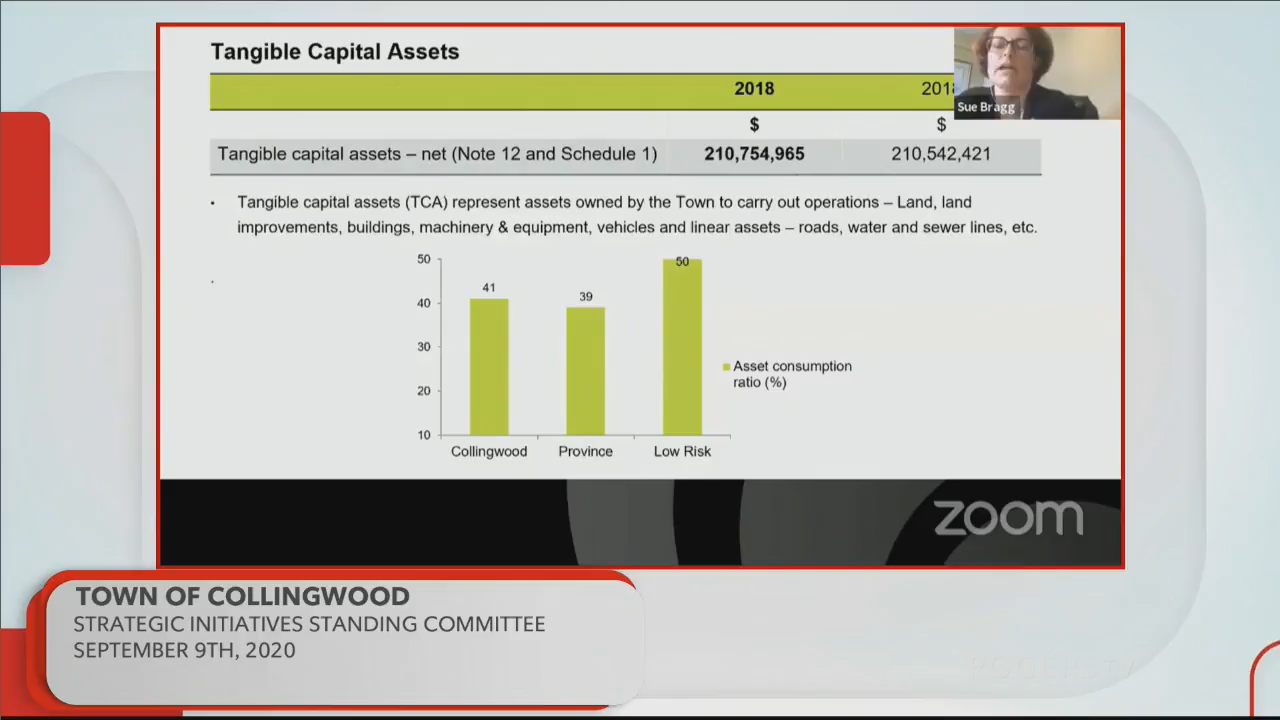 Tangible Capital Assets
2018
$
$
Tangible capital assets – net (Note 12 and Schedule 1) 210,754,965 210,542,421
• Tangible capital assets (TCA) represent assets owned by the Town to carry out operations – Land, land
improvements, buildings, machinery & equipment, vehicles and linear assets – roads, water and sewer lines, etc.
Sue Bragg
50
40
30
20
10
41
39
50
Collingwood Province Low Risk
Asset consumption
ratio (%)
zoom
TOWN OF COLLINGWOOD
STRATEGIC INITIATIVES STANDING COMMITTEE
SEPTEMBER 9TH, 2020